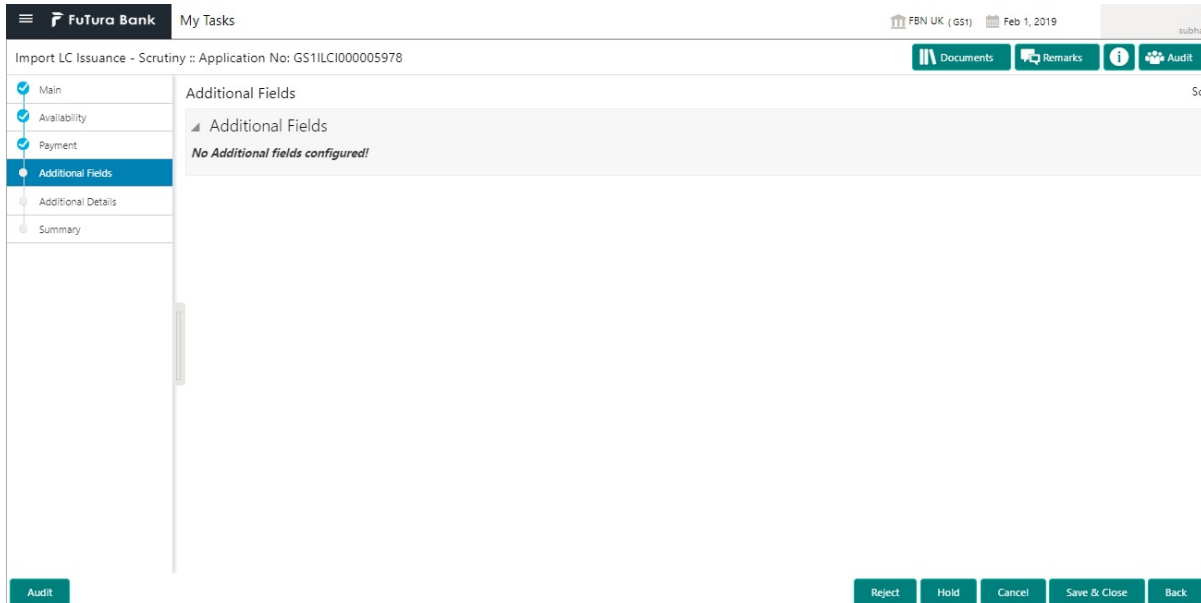 FuTura Bank
My Tasks
FBN UK ( GS1)
Feb 1, 2019
Import LC Issuance - Scrutiny :: Application No: GS1ILCI000005978
Documents
Remarks
Audit
Main
Availability
Payment
Additional Fields
Additional Details
Summary
Additional Fields
Additional Fields
No Additional fields configured!
Audit
Reject
Hold
Cancel
Save & Close
Back